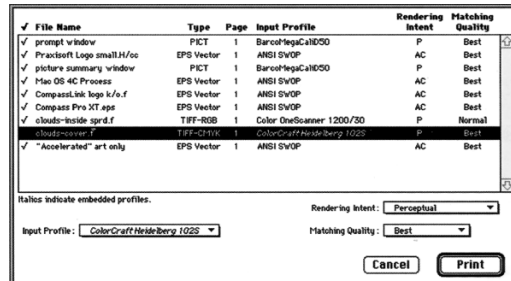 Rendering Matching
✓ File Name Type Page Input Profile Intent Quality
✓ prompt window PICT 1 BarcoMegaCaliD50 P Best
✓ Praxisoft Logo small.H/cc EPS Vector 1 ANSI SWOP AC Best
✓ picture summary window PICT 1 BarcoMegaCaliD50 P Best
✓ Mac OS 4C Process EPS Vector 1 ANSI SWOP AC Best
✓ CompassLink logo k/o.f EPS Vector 1 ANSI SWOP AC Best
✓ Compass Pro XT.eps EPS Vector 1 ANSI SWOP AC Best
✓ clouds-inside sprd.f TIFF-RGB 1 Color OneScanner 1200/30 P Normal
clouds-cover.f TIFF-CMYK 1 ColorCraft Heidelberg 102S P Best
✓ "Accelerated" art only EPS Vector 1 ANSI SWOP AC Best
Italics indicate embedded profiles.
Rendering Intent: Perceptual
Input Profile: ColorCraft Heidelberg 102S Matching Quality: Best
Cancel Print